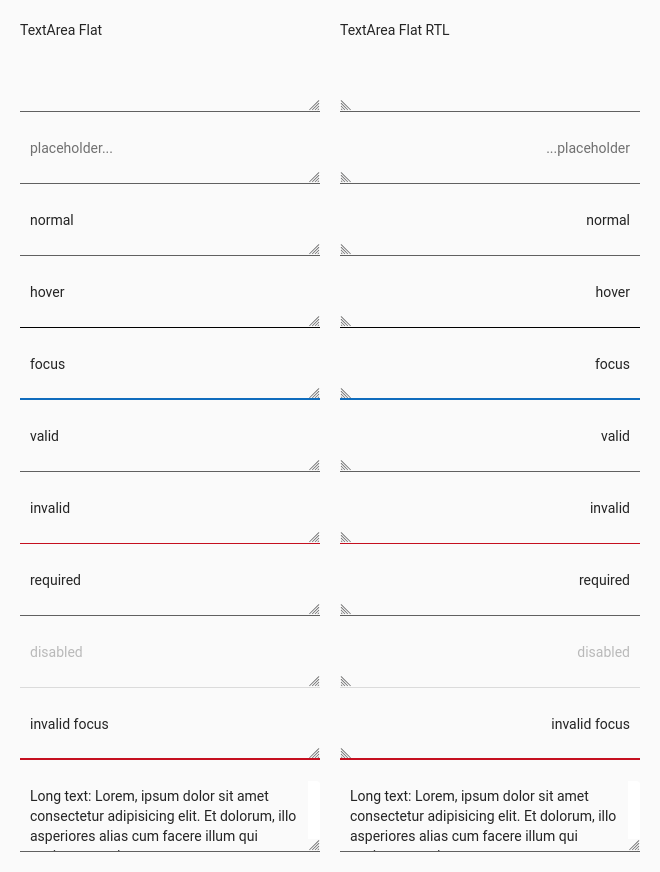 TextArea Flat
TextArea Flat RTL
placeholder...
...placeholder
normal
normal
hover
hover
focus
focus
valid
valid
invalid
invalid
required
required
disabled
disabled
invalid focus
invalid focus
Long text: Lorem, ipsum dolor sit amet
consectetur adipisicing elit. Et dolorum, illo
asperiores alias cum facere illum qui
Long text: Lorem, ipsum dolor sit amet
consectetur adipisicing elit. Et dolorum, illo
asperiores alias cum facere illum qui